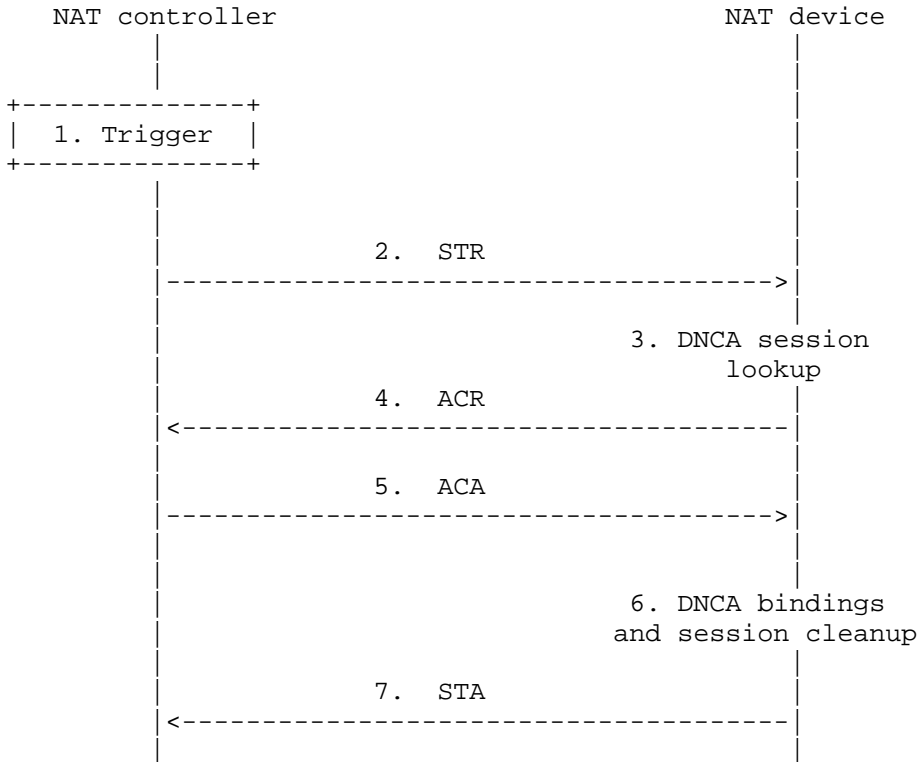 NAT controller NAT device
1. Trigger
2. STR
3. DNCA session
lookup
4. ACR
5. ACA
6. DNCA bindings
and session cleanup
7. STA